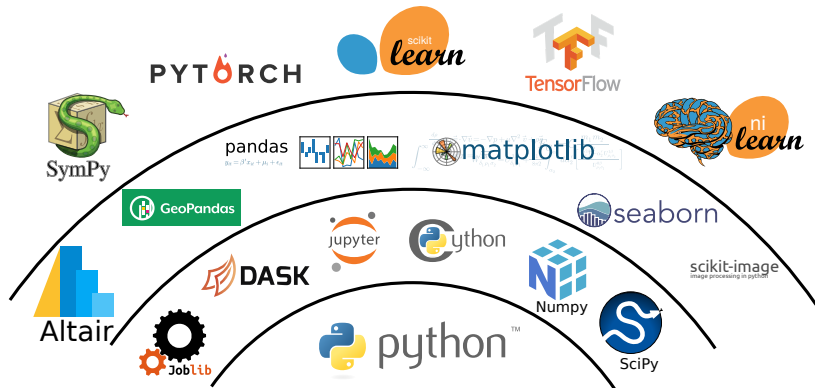 scikit
learn
PYTORCH
TensorFlow
SymPy
ni
learn
pandas
matplotlib
GeoPandas
seaborn
jupyter
Cython
DASK
scikit-image
image processing in python
Altair
Numpy
Joblib
SciPy
python™